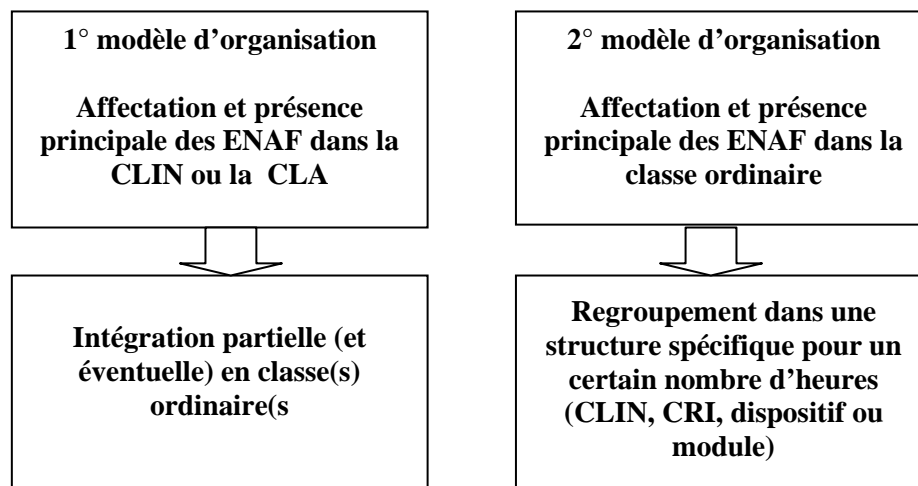 1° modèle d’organisation
Affectation et présence
principale des ENAF dans la
CLIN ou la CLA
Intégration partielle (et
éventuelle) en classe(s)
ordinaire(s
2° modèle d’organisation
Affectation et présence
principale des ENAF dans la
classe ordinaire
Regroupement dans une
structure spécifique pour un
certain nombre d’heures
(CLIN, CRI, dispositif ou
module)